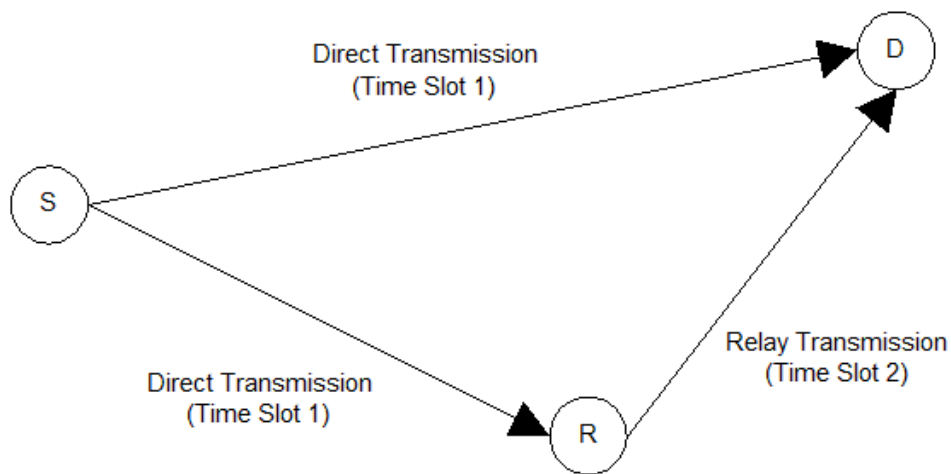 Direct Transmission
(Time Slot 1)
D
S
Direct Transmission
(Time Slot 1)
Relay Transmission
(Time Slot 2)
R